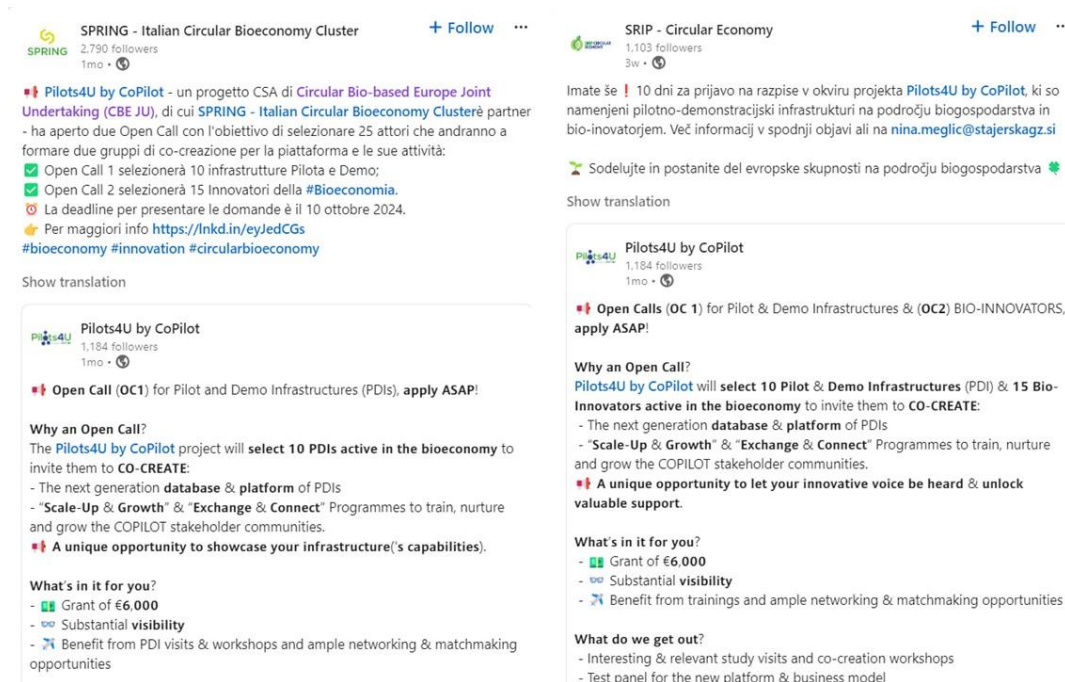 SPRING
SPRING - Italian Circular Bioeconomy Cluster
2,790 followers
1mo •
+ Follow ...
Pilots4U by CoPilot - un progetto CSA di Circular Bio-based Europe Joint
Undertaking (CBE JU), di cui SPRING - Italian Circular Bioeconomy Clusterè partner
- ha aperto due Open Call con l'obiettivo di selezionare 25 attori che andranno a
formare due gruppi di co-creazione per la piattaforma e le sue attività:
✅ Open Call 1 selezionerà 10 infrastrutture Pilota e Demo;
✅ Open Call 2 selezionerà 15 Innovatori della #Bioeconomia.
⏰ La deadline per presentare le domande è il 10 ottobre 2024.
👉 Per maggiori info https://lnkd.in/eyJedCGs
#bioeconomy #innovation #circularbioeconomy
Show translation
Pilots4U
Pilots4U by CoPilot
1,184 followers
1mo •
Open Call (OC1) for Pilot and Demo Infrastructures (PDIs), apply ASAP!
Why an Open Call?
The Pilots4U by CoPilot project will select 10 PDIs active in the bioeconomy to
invite them to CO-CREATE:
- The next generation database & platform of PDIs
- "Scale-Up & Growth" & "Exchange & Connect" Programmes to train, nurture
and grow the COPILOT stakeholder communities.
A unique opportunity to showcase your infrastructure('s capabilities).
What's in it for you?
- 💵 Grant of €6,000
- 👓 Substantial visibility
- ✈️ Benefit from PDI visits & workshops and ample networking & matchmaking
opportunities
SRIP - Circular Economy
1,103 followers
3w •
+ Follow
Imate še ❗ 10 dni za prijavo na razpise v okviru projekta Pilots4U by CoPilot, ki so
namenjeni pilotno-demonstracijski infrastrukturi na področju biogospodarstva in
bio-inovatorjem. Več informacij v spodnji objavi ali na nina.meglic@stajerskagz.si
🌱 Sodelujte in postanite del evropske skupnosti na področju biogospodarstva 🍀
Show translation
Pilots4U
Pilots4U by CoPilot
1,184 followers
1mo •
Open Calls (OC 1) for Pilot & Demo Infrastructures & (OC2) BIO-INNOVATORS,
apply ASAP!
Why an Open Call?
Pilots4U by CoPilot will select 10 Pilot & Demo Infrastructures (PDI) & 15 Bio-
Innovators active in the bioeconomy to invite them to CO-CREATE:
- The next generation database & platform of PDIs
- "Scale-Up & Growth" & "Exchange & Connect" Programmes to train, nurture
and grow the COPILOT stakeholder communities.
A unique opportunity to let your innovative voice be heard & unlock
valuable support.
What's in it for you?
- 💵 Grant of €6,000
- 👓 Substantial visibility
- ✈️ Benefit from trainings and ample networking & matchmaking opportunities
What do we get out?
- Interesting & relevant study visits and co-creation workshops
- Test panel for the new platform & business model